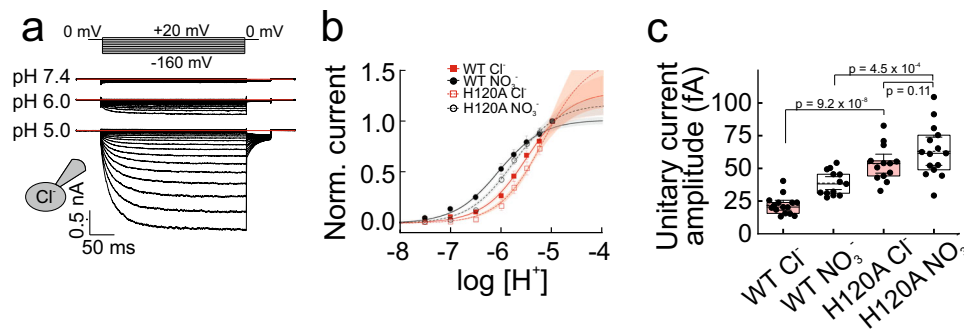 a
0 mV +20 mV 0 mV
-160 mV
pH 7.4
pH 6.0
pH 5.0
Cl⁻
0.5 nA
50 ms
b
WT Cl⁻
WT NO₃⁻
H120A Cl⁻
H120A NO₃⁻
Norm. current
1.5
1.0
0.5
0.0
-8 -7 -6 -5 -4
log [H⁺]
c
p = 4.5 x 10⁻⁴
p = 0.11
p = 9.2 x 10⁻⁸
Unitary current
amplitude (fA)
100
75
50
25
0
WT Cl⁻
WT NO₃⁻
H120A Cl⁻
H120A NO₃⁻